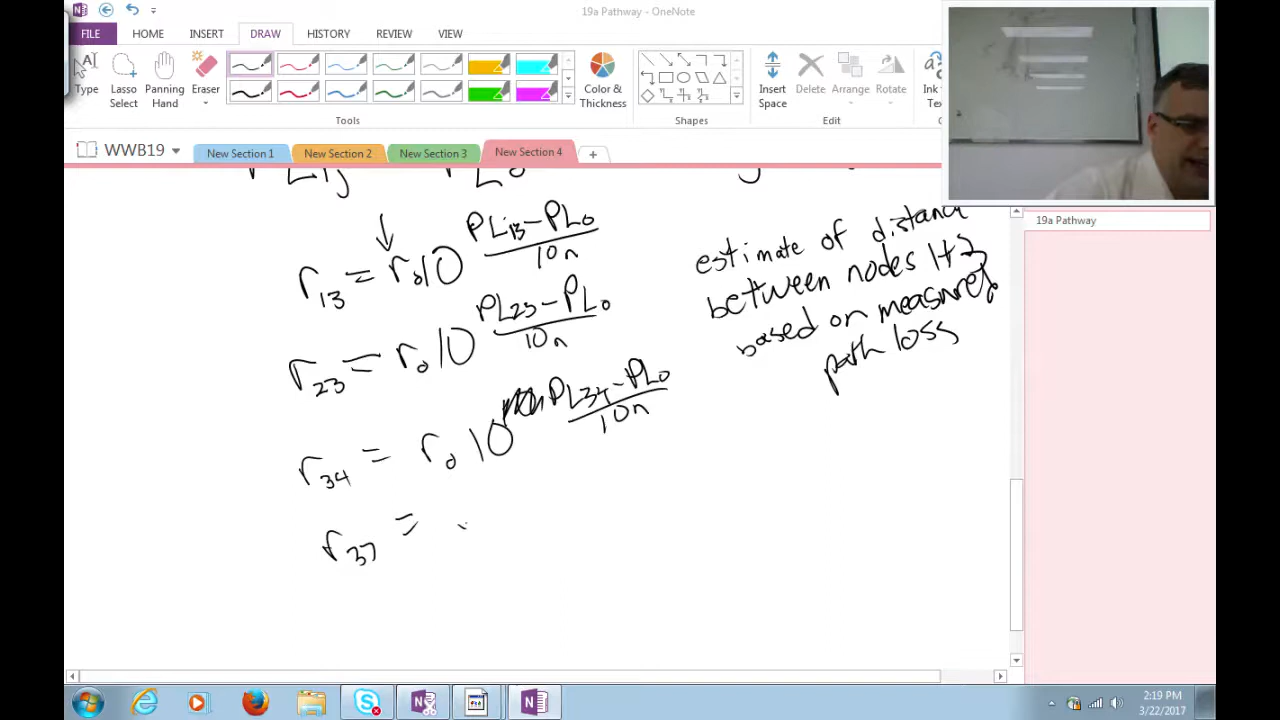 19a Pathway - OneNote
FILE HOME INSERT DRAW HISTORY REVIEW VIEW
Type
Lasso Select
Panning Hand
Eraser
Color & Thickness
Insert Space
Delete
Arrange
Rotate
Ink to
Tools
Shapes
Edit
WWB19
New Section 1
New Section 2
New Section 3
New Section 4
19a Pathway
r13 = r0 10 PL13 - PL0 / 10n
r23 = r0 10 PL23 - PL0 / 10n
r34 = r0 10 PL34 - PL0 / 10n
r37 =
estimate of distance
between nodes 1+3
based on measured
path loss
2:19 PM
3/22/2017